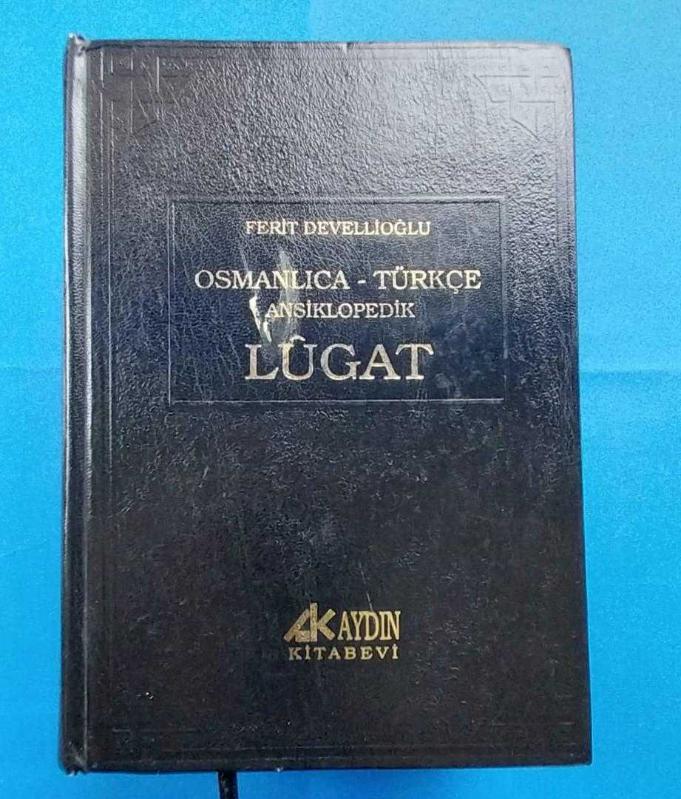 FERİT DEVELLİOĞLU
OSMANLICA - TÜRKÇE
ANSİKLOPEDİK
LÛGAT
AK AYDIN
KİTABEVİ